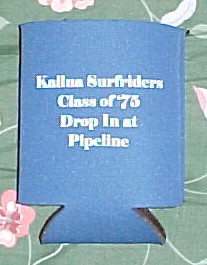 Kailua Surfriders
Class of '75
Drop In at
Pipeline